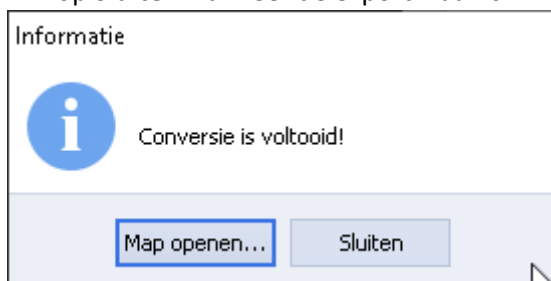 Informatie
Conversie is voltooid!
Map openen...
Sluiten